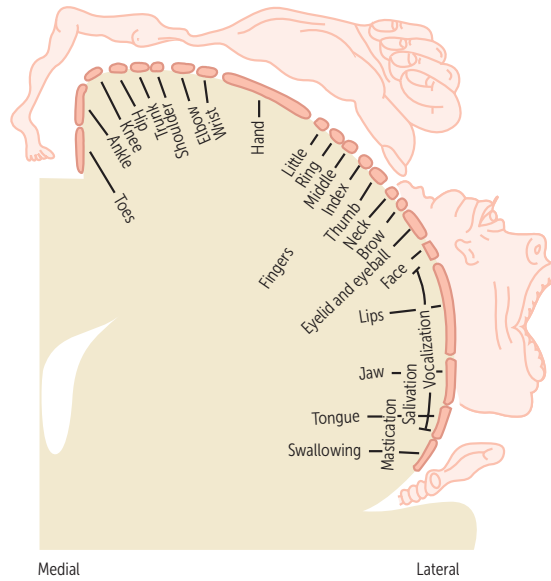 Toes
Ankle
Knee
Hip
Trunk
Shoulder
Elbow
Wrist
Hand
Little
Ring
Middle
Index
Thumb
Neck
Brow
Eyelid and eyeball
Face
Fingers
Lips
Vocalization
Jaw
Salivation
Tongue
Mastication
Swallowing
Medial
Lateral